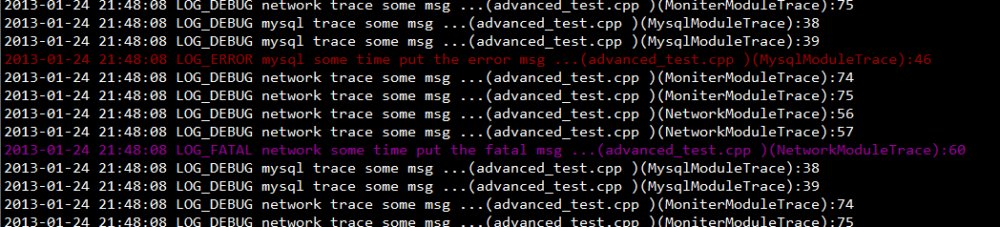 2013-01-24 21:48:08 LOG_DEBUG network trace some msg ...(advanced_test.cpp )(MoniterModuleTrace):75
2013-01-24 21:48:08 LOG_DEBUG mysql trace some msg ...(advanced_test.cpp )(MysqlModuleTrace):38
2013-01-24 21:48:08 LOG_DEBUG mysql trace some msg ...(advanced_test.cpp )(MysqlModuleTrace):39
2013-01-24 21:48:08 LOG_ERROR mysql some time put the error msg ...(advanced_test.cpp )(MysqlModuleTrace):46
2013-01-24 21:48:08 LOG_DEBUG network trace some msg ...(advanced_test.cpp )(MoniterModuleTrace):74
2013-01-24 21:48:08 LOG_DEBUG network trace some msg ...(advanced_test.cpp )(MoniterModuleTrace):75
2013-01-24 21:48:08 LOG_DEBUG network trace some msg ...(advanced_test.cpp )(NetworkModuleTrace):56
2013-01-24 21:48:08 LOG_DEBUG network trace some msg ...(advanced_test.cpp )(NetworkModuleTrace):57
2013-01-24 21:48:08 LOG_FATAL network some time put the fatal msg ...(advanced_test.cpp )(NetworkModuleTrace):60
2013-01-24 21:48:08 LOG_DEBUG mysql trace some msg ...(advanced_test.cpp )(MysqlModuleTrace):38
2013-01-24 21:48:08 LOG_DEBUG mysql trace some msg ...(advanced_test.cpp )(MysqlModuleTrace):39
2013-01-24 21:48:08 LOG_DEBUG network trace some msg ...(advanced_test.cpp )(MoniterModuleTrace):74
2013-01-24 21:48:08 LOG_DEBUG network trace some msg ...(advanced_test.cpp )(MoniterModuleTrace):75